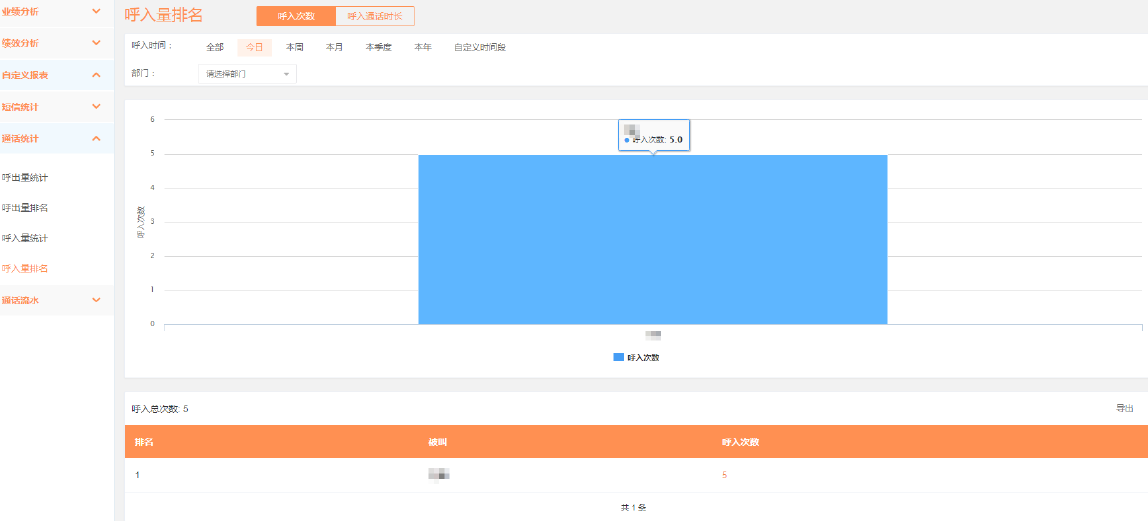 业绩分析
绩效分析
自定义报表
短信统计
通话统计
呼出量统计
呼出量排名
呼入量统计
呼入量排名
通话流水
呼入量排名 呼入次数 呼入通话时长
呼入时间： 全部 今日 本周 本月 本季度 本年 自定义时间段
部门： 请选择部门
6
5
4
3
2
1
0
呼入次数
呼入次数: 5.0
呼入次数
呼入总次数: 5 导出
排名 被叫 呼入次数
1 5
共 1 条